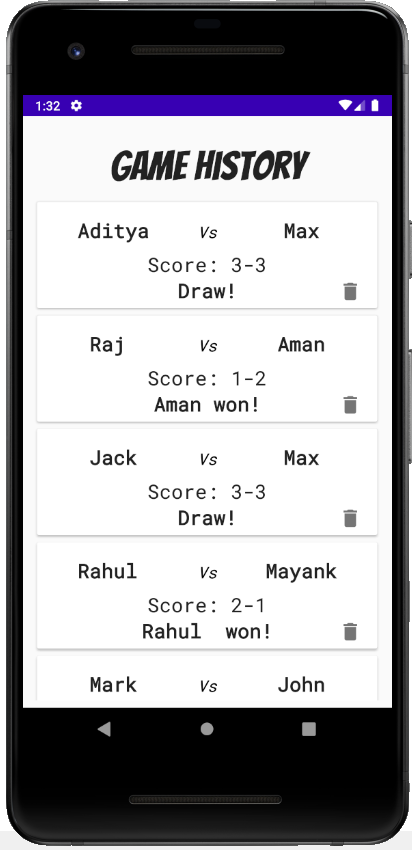 1:32
GAME HISTORY
Aditya Vs Max
Score: 3-3
Draw!
Raj Vs Aman
Score: 1-2
Aman won!
Jack Vs Max
Score: 3-3
Draw!
Rahul Vs Mayank
Score: 2-1
Rahul  won!
Mark Vs John